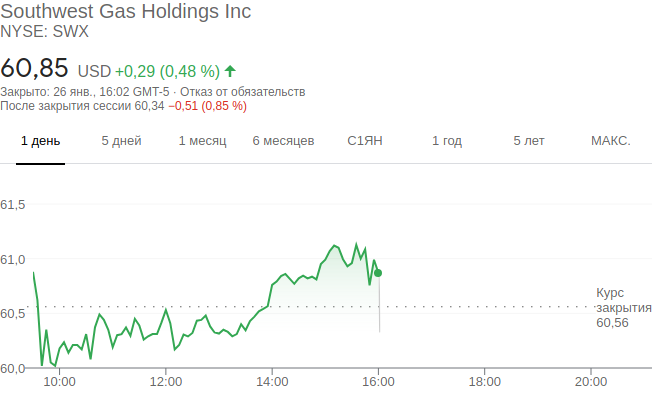 Southwest Gas Holdings Inc
NYSE: SWX
60,85 USD +0,29 (0,48 %)
Закрыто: 26 янв., 16:02 GMT-5 · Отказ от обязательств
После закрытия сессии 60,34 −0,51 (0,85 %)
1 день 5 дней 1 месяц 6 месяцев С1ЯН 1 год 5 лет МАКС.
61,5
61,0
Курс
закрытия
60,5
60,56
60,0
10:00 12:00 14:00 16:00 18:00 20:00